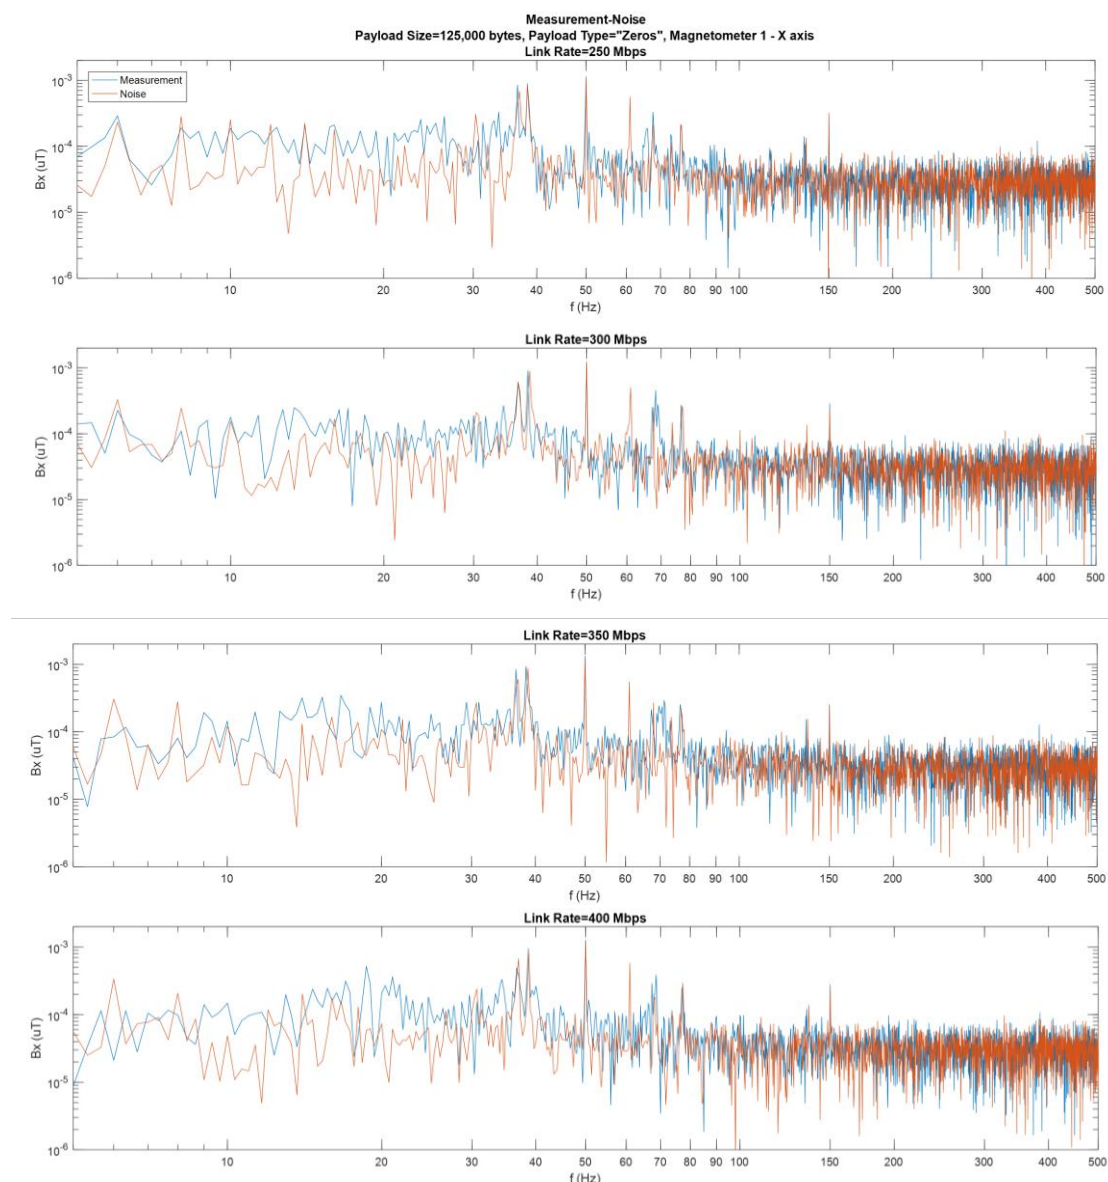 Measurement-Noise
Payload Size=125,000 bytes, Payload Type="Zeros", Magnetometer 1 - X axis
Link Rate=250 Mbps
Measurement
Noise
10-3
10-4
10-5
10-6
Bx (uT)
10 20 30 40 50 60 70 80 90 100 150 200 300 400 500
f (Hz)
Link Rate=300 Mbps
10-3
10-4
10-5
10-6
Bx (uT)
10 20 30 40 50 60 70 80 90 100 150 200 300 400 500
f (Hz)
Link Rate=350 Mbps
10-3
10-4
10-5
10-6
Bx (uT)
10 20 30 40 50 60 70 80 90 100 150 200 300 400 500
f (Hz)
Link Rate=400 Mbps
10-3
10-4
10-5
10-6
Bx (uT)
10 20 30 40 50 60 70 80 90 100 150 200 300 400 500
f (Hz)